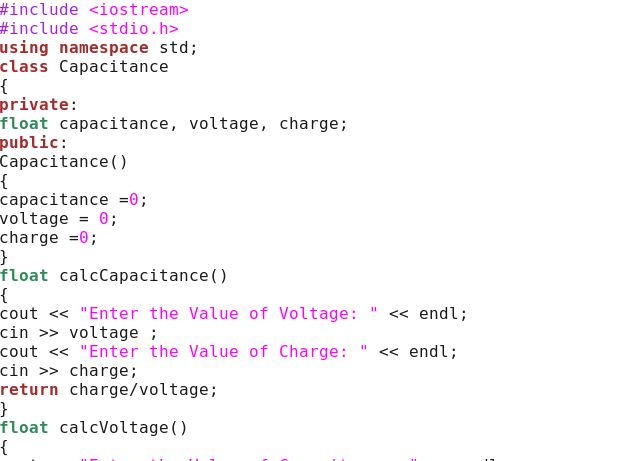 #include <iostream>
#include <stdio.h>
using namespace std;
class Capacitance
{
private:
float capacitance, voltage, charge;
public:
Capacitance()
{
capacitance =0;
voltage = 0;
charge =0;
}
float calcCapacitance()
{
cout << "Enter the Value of Voltage: " << endl;
cin >> voltage ;
cout << "Enter the Value of Charge: " << endl;
cin >> charge;
return charge/voltage;
}
float calcVoltage()
{